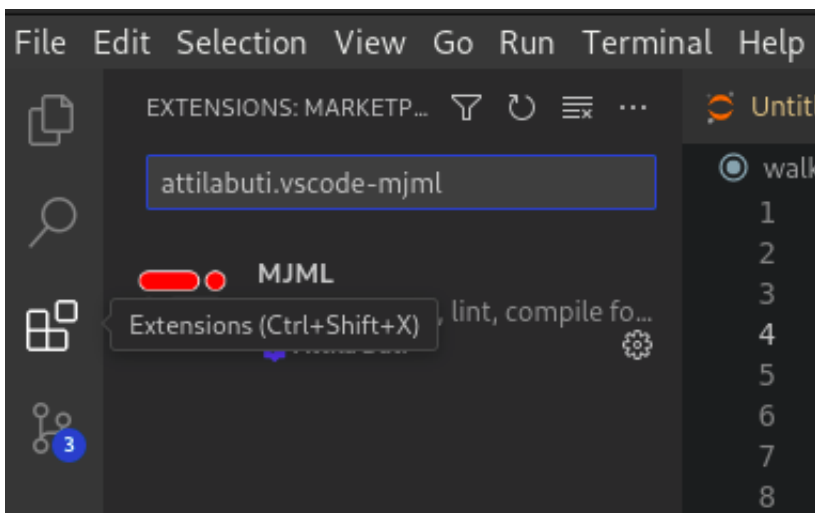 File Edit Selection View Go Run Terminal Help
EXTENSIONS: MARKETP...
Untit
attilabuti.vscode-mjml
walk
1
2
MJML
3
Extensions (Ctrl+Shift+X)
, lint, compile fo...
4
5
3
6
7
8